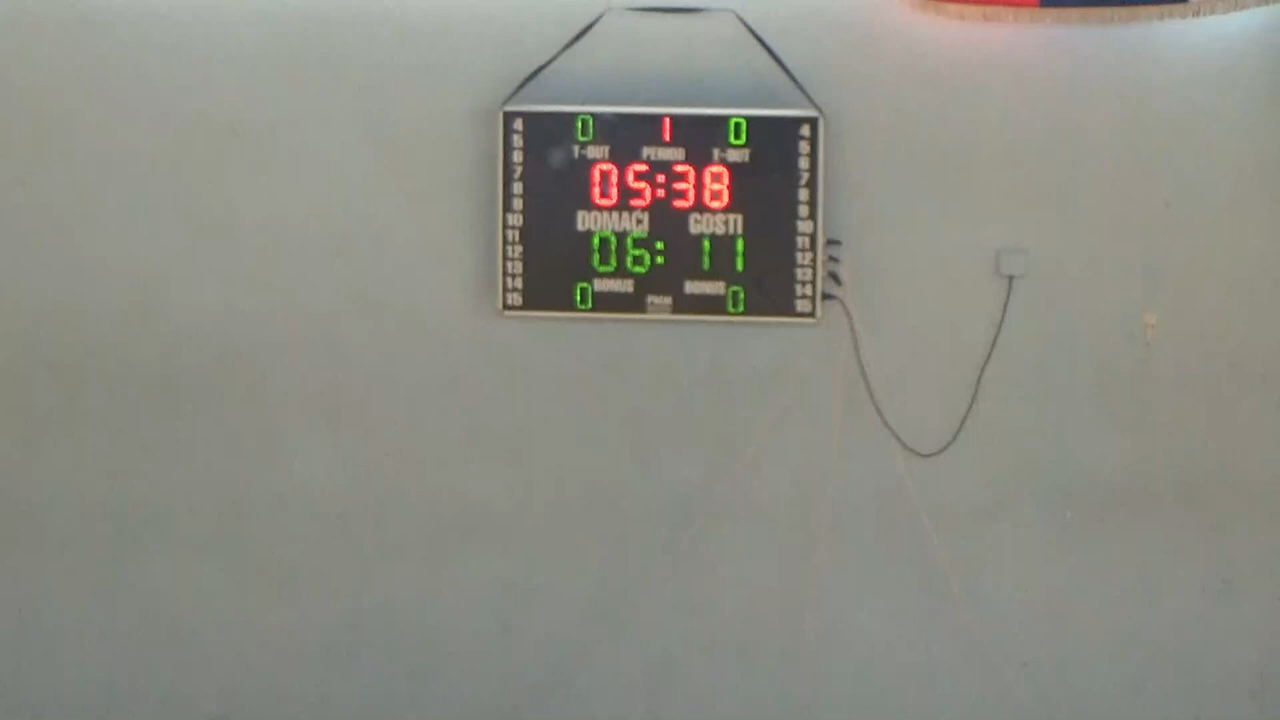 4 0 1 0 4
5 T-OUT PERIOD T-OUT 5
6 6
7 05:38 7
8 8
9 9
10 DOMAĆI GOSTI 10
11 11
12 06: 11 12
13 13
14 BONUS BONUS 14
15 0 0 15